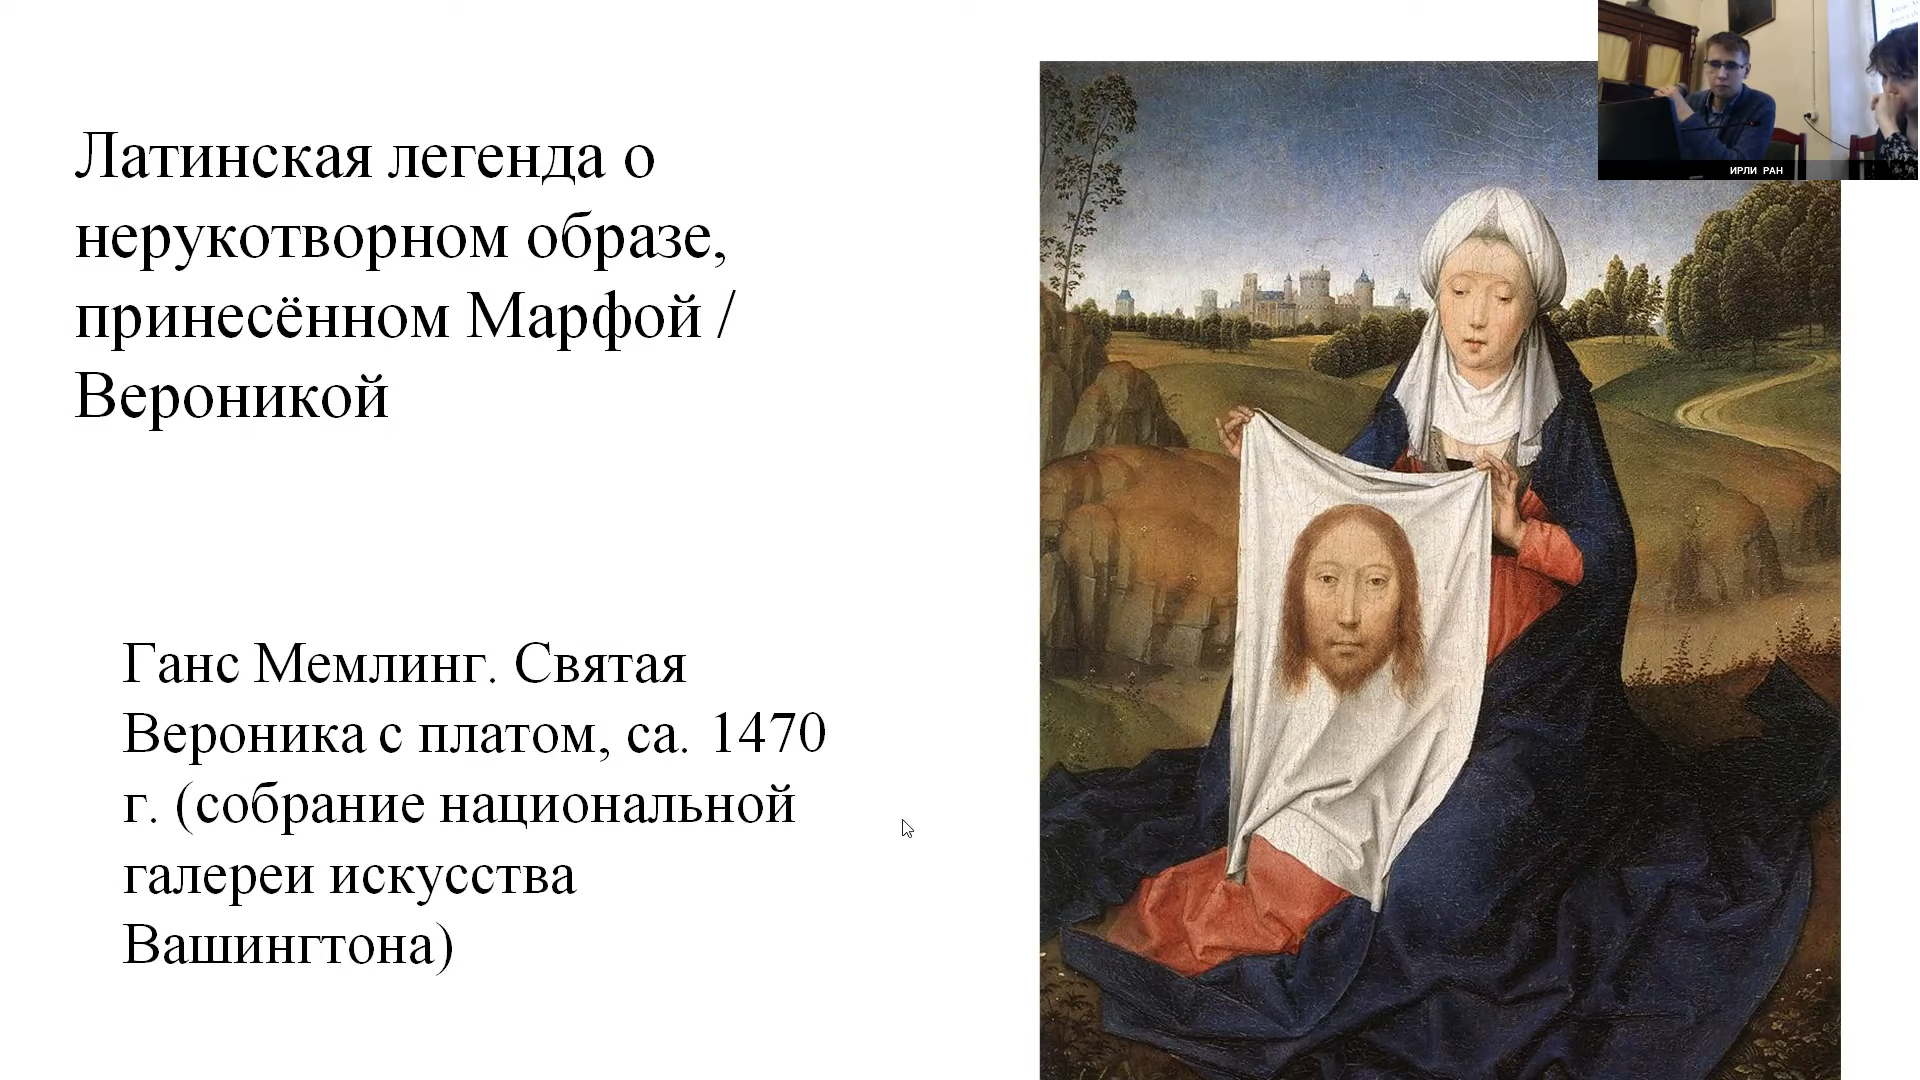 Латинская легенда о
нерукотворном образе,
принесённом Марфой /
Вероникой
Ганс Мемлинг. Святая
Вероника с платом, са. 1470
г. (собрание национальной
галереи искусства
Вашингтона)
ИРЛИ РАН